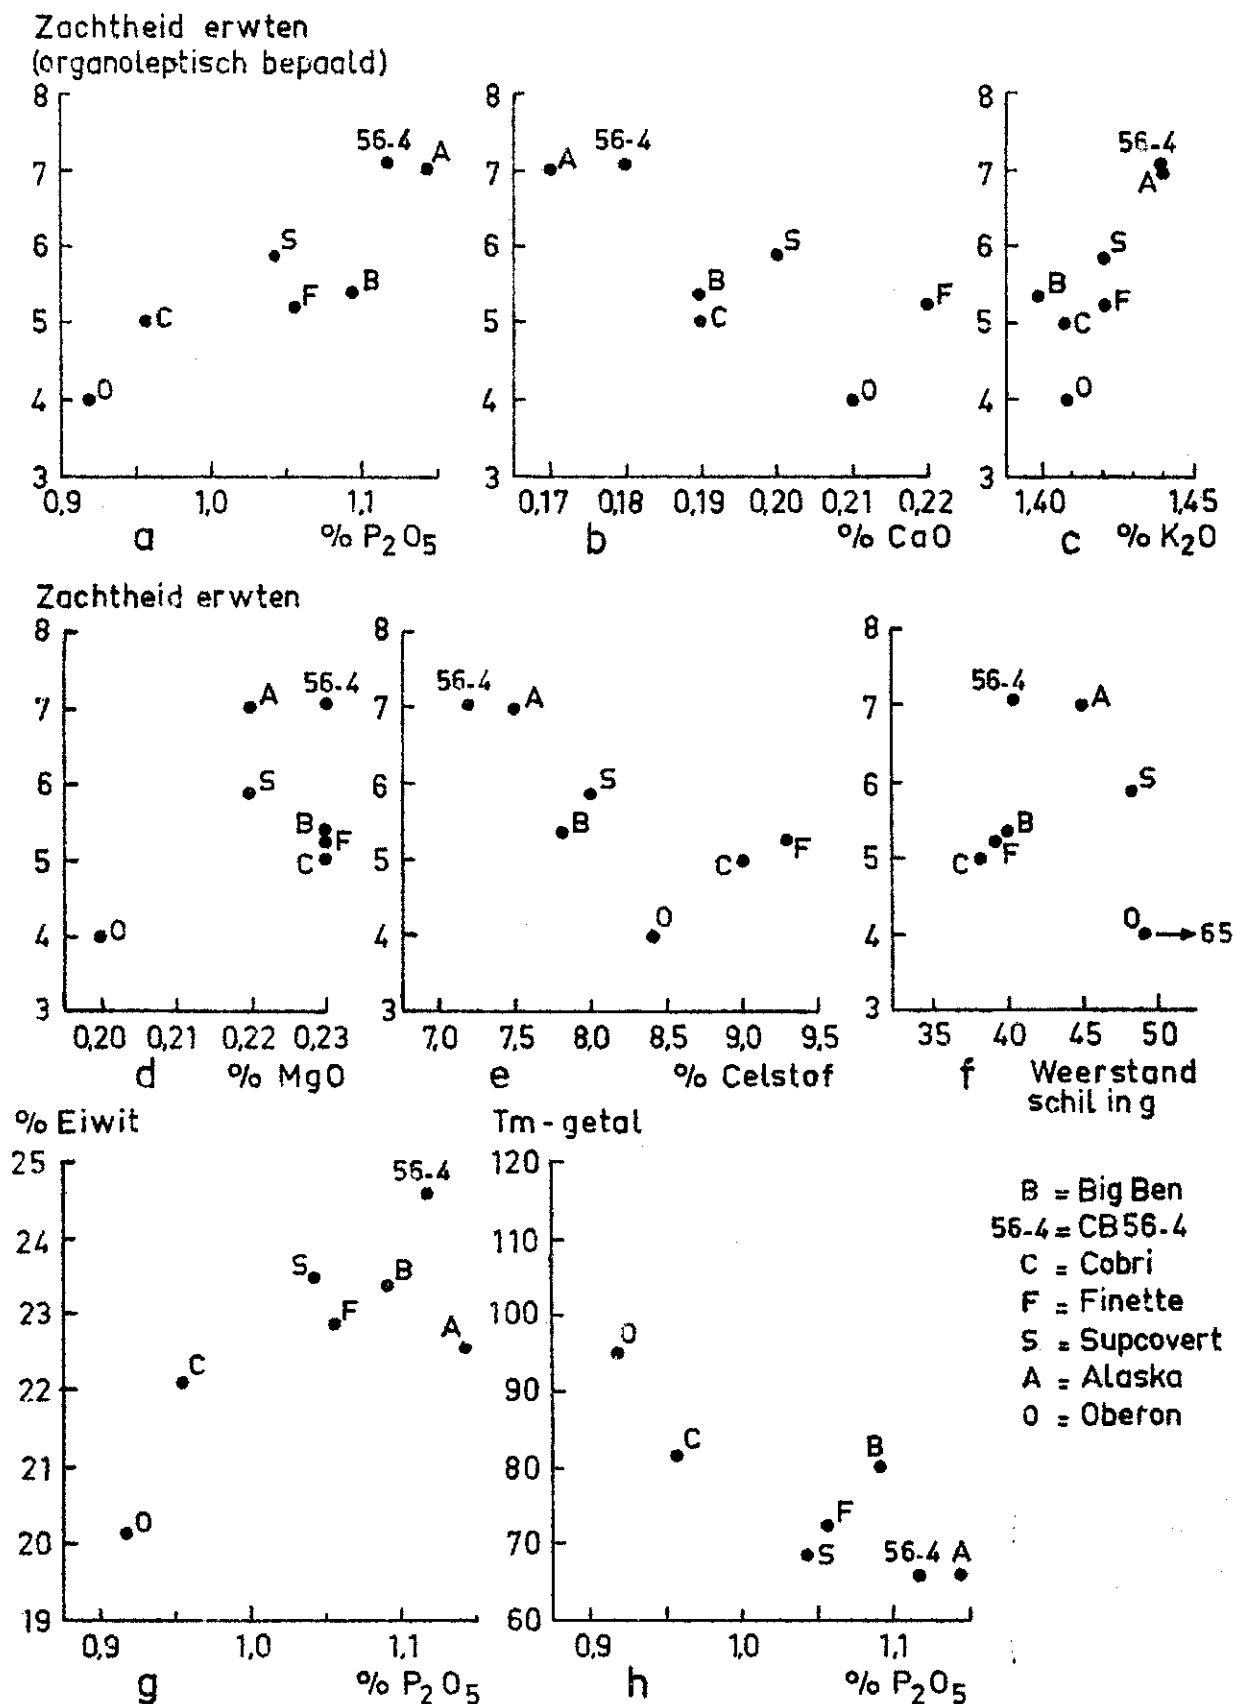 Zachtheid erwten
(organoleptisch bepaald)
8
7
6
5
4
3
56-4
A
S
F
B
C
O
0,9
1,0
1,1
a
% P2O5
8
7
6
5
4
3
A
56-4
S
B
C
F
O
0,17
0,18
0,19
0,20
0,21
0,22
b
% CaO
8
7
6
5
4
3
56-4
A
S
B
F
C
O
1,40
1,45
c
% K2O
Zachtheid erwten
8
7
6
5
4
3
A
56-4
S
B
F
C
O
0,20
0,21
0,22
0,23
d
% MgO
8
7
6
5
4
3
56-4
A
S
B
C
F
O
7,0
7,5
8,0
8,5
9,0
9,5
e
% Celstof
8
7
6
5
4
3
56-4
A
S
B
F
C
O
65
35
40
45
50
f
Weerstand
schil in g
% Eiwit
25
24
23
22
21
20
19
56-4
S
B
F
A
C
O
0,9
1,0
1,1
g
% P2O5
Tm-getal
120
110
100
90
80
70
60
O
C
B
F
S
56-4
A
0,9
1,0
1,1
h
% P2O5
B = Big Ben
56-4 = CB 56-4
C = Cobri
F = Finette
S = Supcovert
A = Alaska
O = Oberon